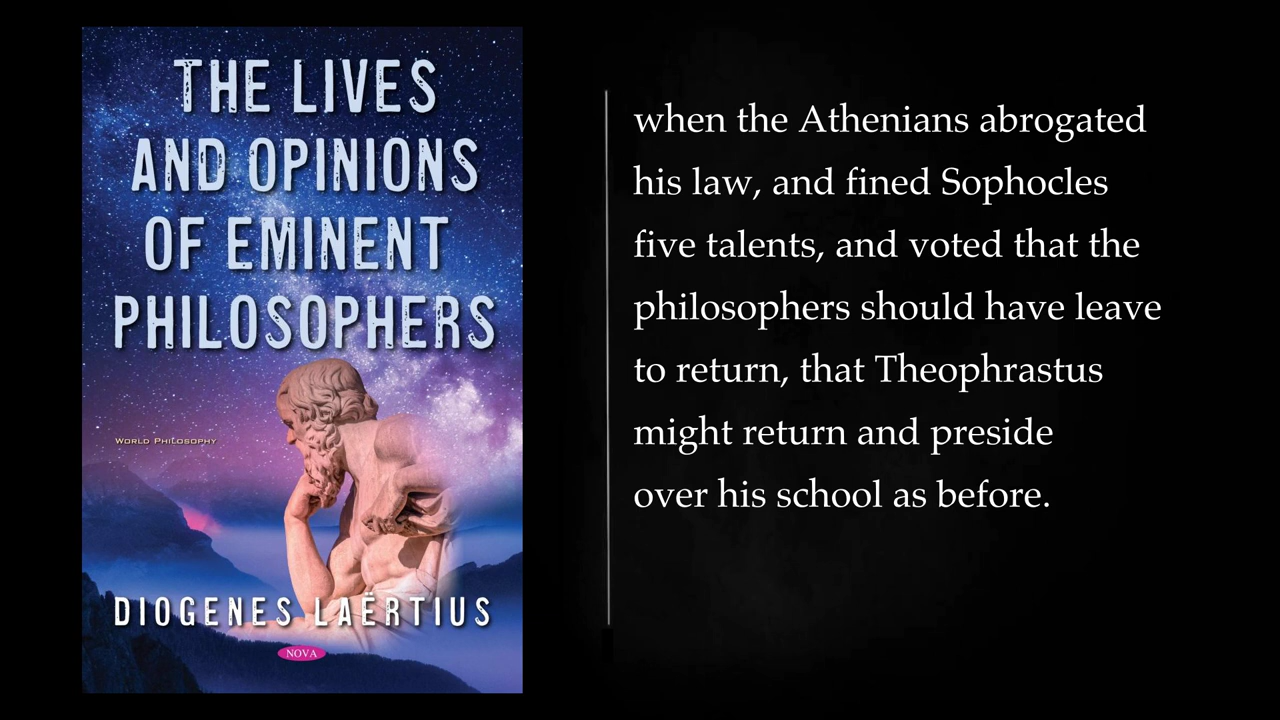 THE LIVES
AND OPINIONS
OF EMINENT
PHILOSOPHERS
WORLD PHILOSOPHY
DIOGENES LAËRTIUS
NOVA
when the Athenians abrogated
his law, and fined Sophocles
five talents, and voted that the
philosophers should have leave
to return, that Theophrastus
might return and preside
over his school as before.